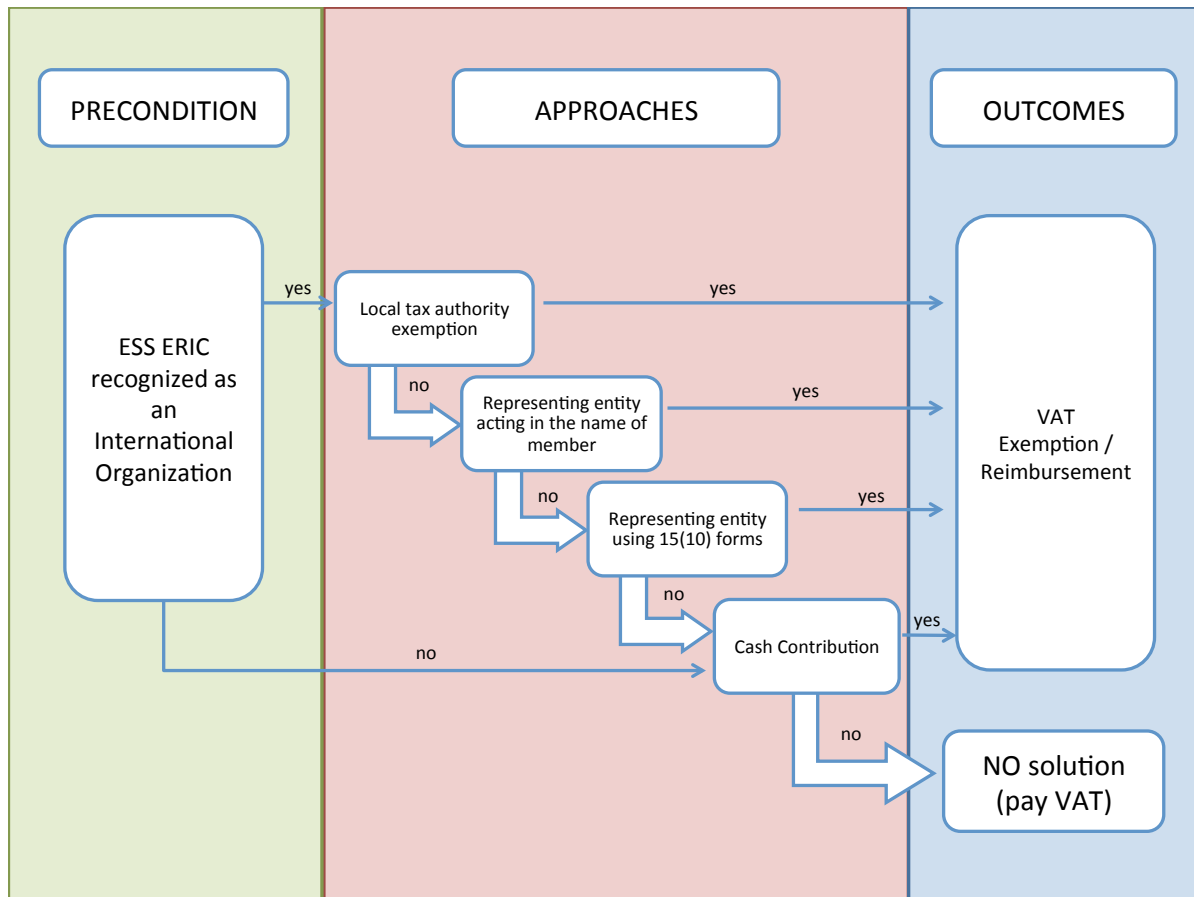 PRECONDITION
APPROACHES
OUTCOMES
ESS ERIC
recognized as
an
International
Organization
yes
Local tax authority
exemption
yes
no
Representing entity
acting in the name of
member
yes
no
Representing entity
using 15(10) forms
yes
no
Cash Contribution
yes
no
no
VAT
Exemption /
Reimbursement
NO solution
(pay VAT)